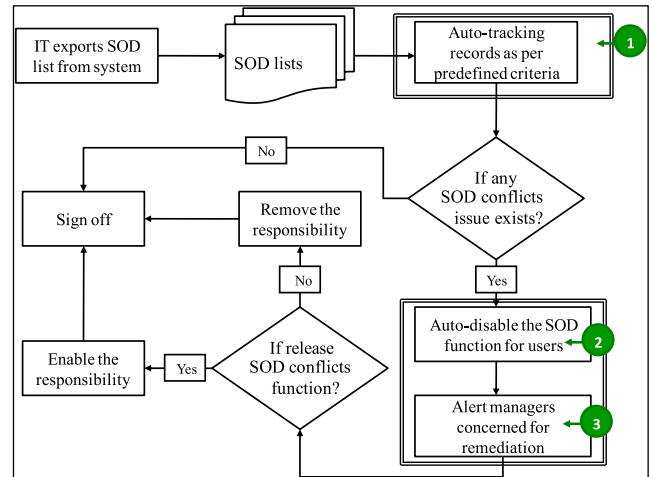 IT exports SOD
list from system
SOD lists
Auto-tracking
records as per
predefined criteria
1
No
If any
SOD conflicts
issue exists?
Sign off
Remove the
responsibility
No
Yes
Auto-disable the SOD
function for users
2
Enable the
responsibility
Yes
If release
SOD conflicts
function?
Alert managers
concerned for
remediation
3